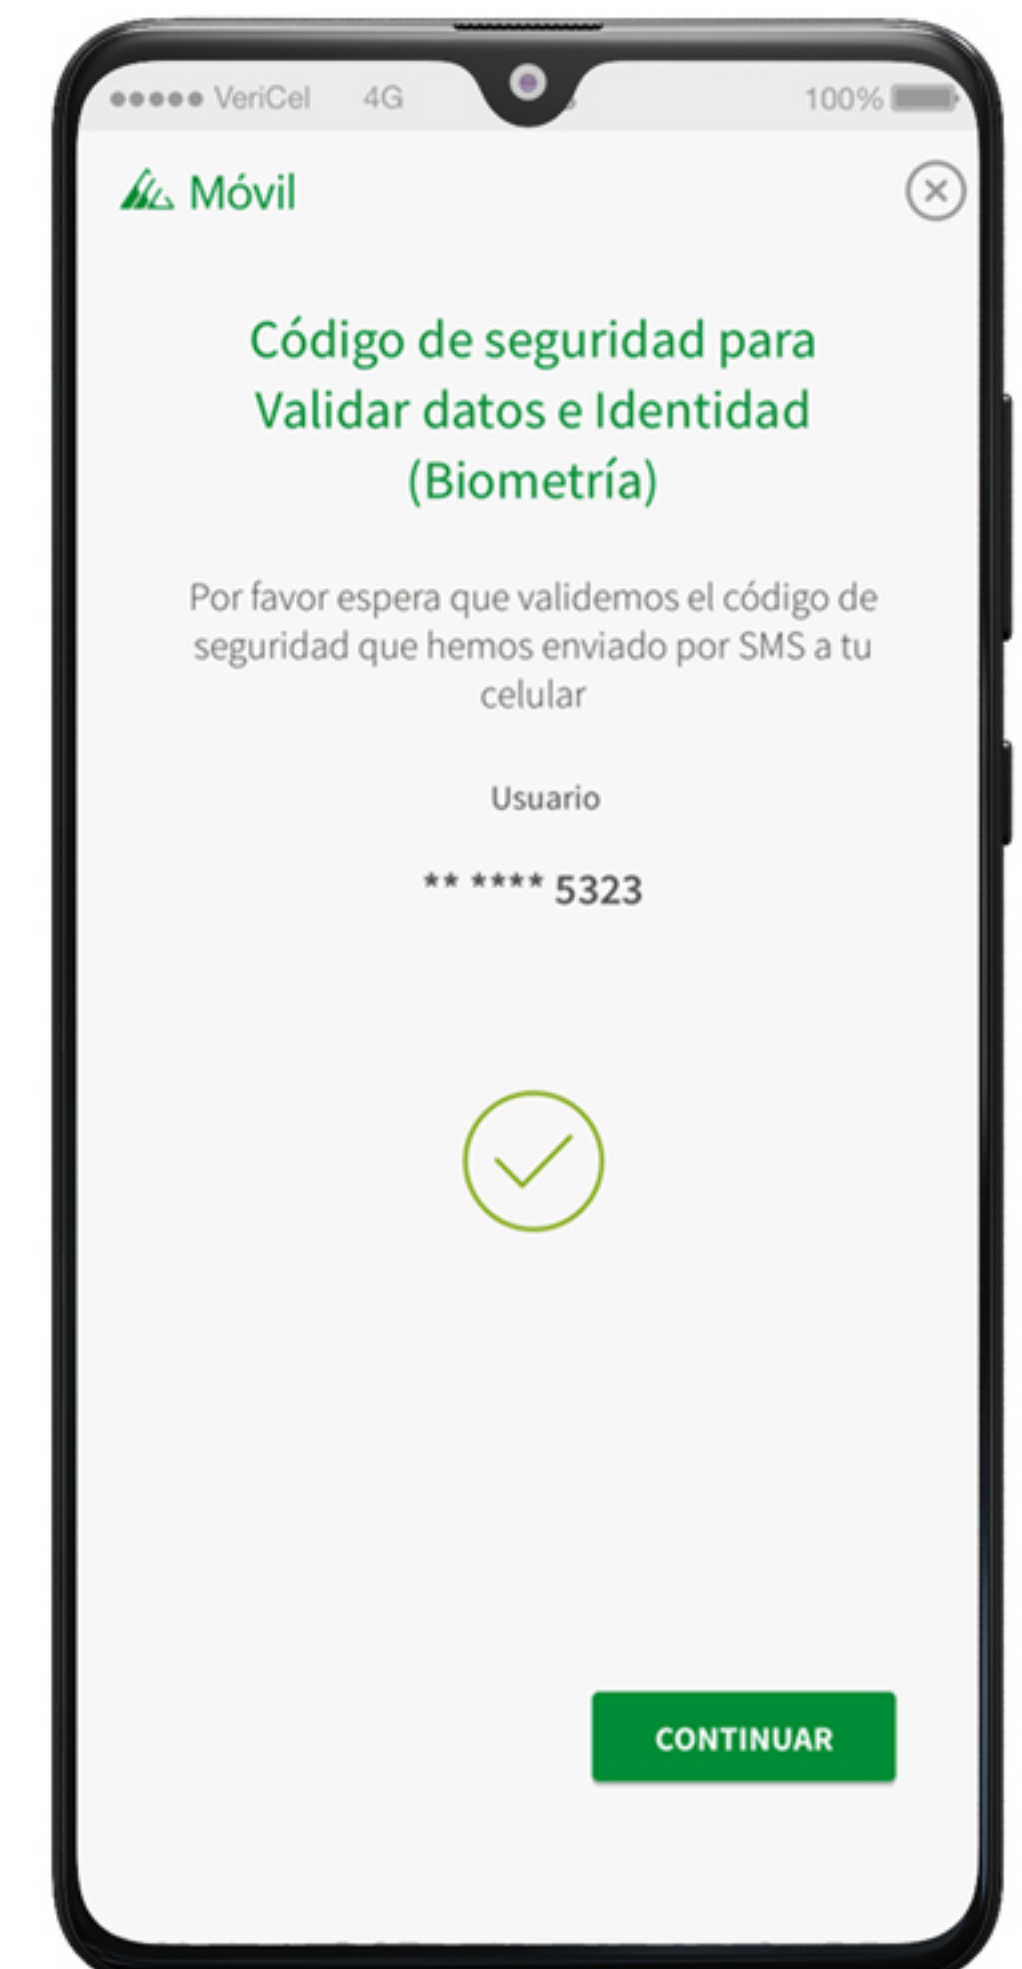 VeriCel 4G 100%
Móvil
Código de seguridad para
Validar datos e Identidad
(Biometría)
Por favor espera que validemos el código de
seguridad que hemos enviado por SMS a tu
celular
Usuario
** **** 5323
CONTINUAR